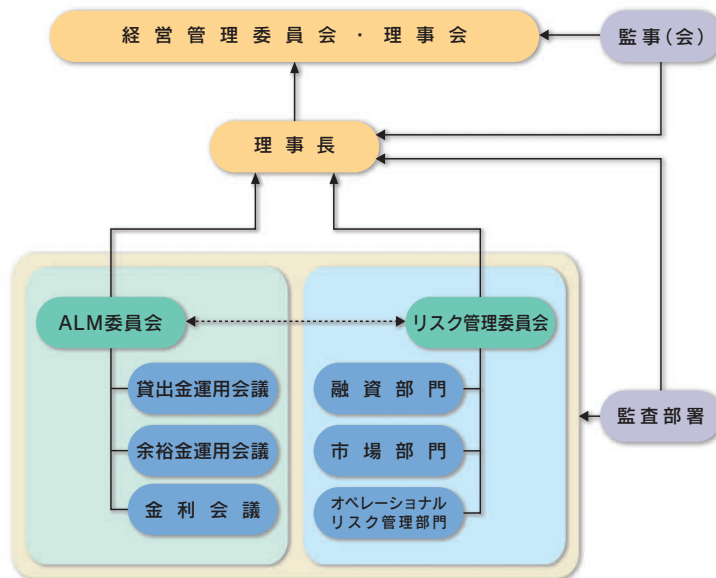 経営管理委員会・理事会
監事(会)
理事長
ALM委員会
リスク管理委員会
貸出金運用会議
余裕金運用会議
金利会議
融資部門
市場部門
オペレーショナル
リスク管理部門
監査部署